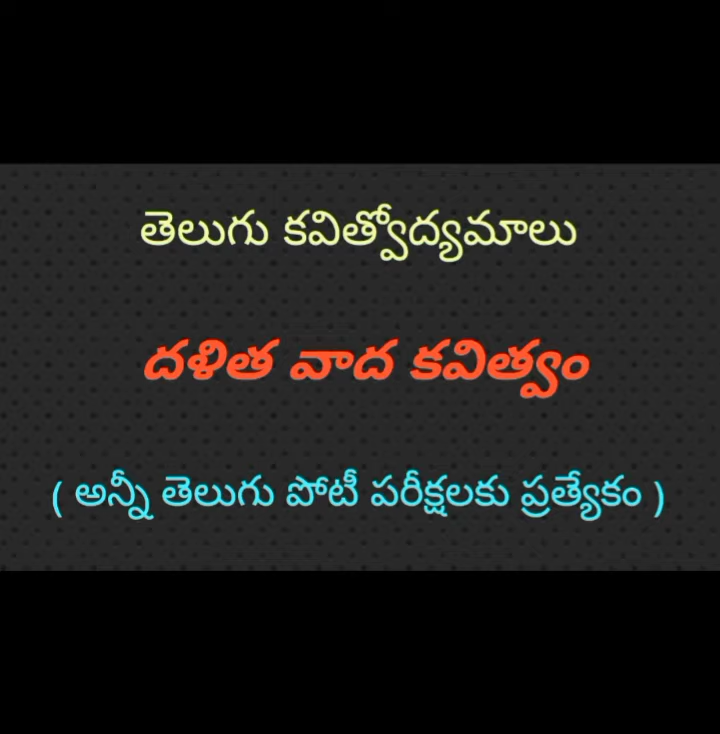 తెలుగు కవిత్వోద్యమాలు
దళిత వాద కవిత్వం
( అన్నీ తెలుగు పోటీ పరీక్షలకు ప్రత్యేకం )